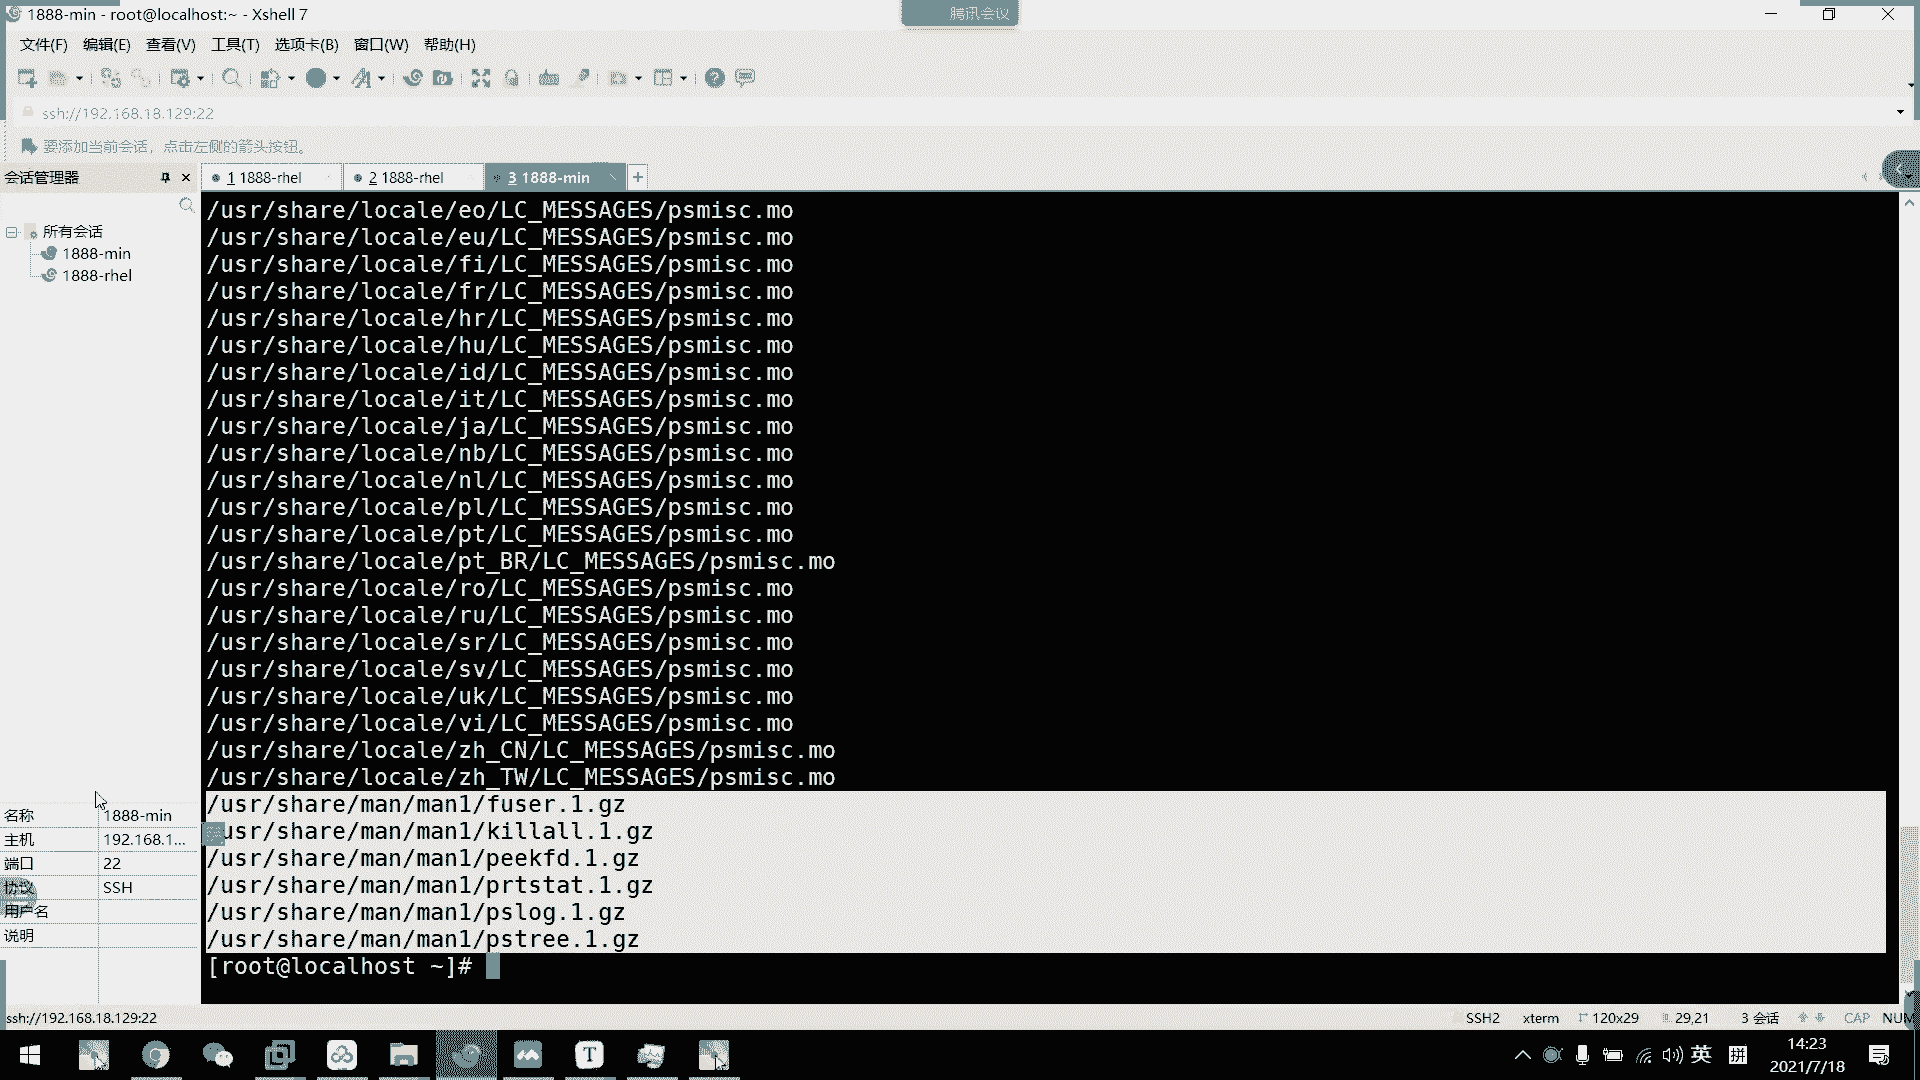 1888-min - root@localhost:~ - Xshell 7
腾讯会议
文件(F) 编辑(E) 查看(V) 工具(T) 选项卡(B) 窗口(W) 帮助(H)
ssh://192.168.18.129:22
要添加当前会话，点击左侧的箭头按钮。
会话管理器
1 1888-rhel
2 1888-rhel
3 1888-min
所有会话
1888-min
1888-rhel
/usr/share/locale/eo/LC_MESSAGES/psmisc.mo
/usr/share/locale/eu/LC_MESSAGES/psmisc.mo
/usr/share/locale/fi/LC_MESSAGES/psmisc.mo
/usr/share/locale/fr/LC_MESSAGES/psmisc.mo
/usr/share/locale/hr/LC_MESSAGES/psmisc.mo
/usr/share/locale/hu/LC_MESSAGES/psmisc.mo
/usr/share/locale/id/LC_MESSAGES/psmisc.mo
/usr/share/locale/it/LC_MESSAGES/psmisc.mo
/usr/share/locale/ja/LC_MESSAGES/psmisc.mo
/usr/share/locale/nb/LC_MESSAGES/psmisc.mo
/usr/share/locale/nl/LC_MESSAGES/psmisc.mo
/usr/share/locale/pl/LC_MESSAGES/psmisc.mo
/usr/share/locale/pt/LC_MESSAGES/psmisc.mo
/usr/share/locale/pt_BR/LC_MESSAGES/psmisc.mo
/usr/share/locale/ro/LC_MESSAGES/psmisc.mo
/usr/share/locale/ru/LC_MESSAGES/psmisc.mo
/usr/share/locale/sr/LC_MESSAGES/psmisc.mo
/usr/share/locale/sv/LC_MESSAGES/psmisc.mo
/usr/share/locale/uk/LC_MESSAGES/psmisc.mo
/usr/share/locale/vi/LC_MESSAGES/psmisc.mo
/usr/share/locale/zh_CN/LC_MESSAGES/psmisc.mo
/usr/share/locale/zh_TW/LC_MESSAGES/psmisc.mo
/usr/share/man/man1/fuser.1.gz
usr/share/man/man1/killall.1.gz
/usr/share/man/man1/peekfd.1.gz
/usr/share/man/man1/prtstat.1.gz
/usr/share/man/man1/pslog.1.gz
/usr/share/man/man1/pstree.1.gz
[root@localhost ~]#
名称 1888-min
主机 192.168.1...
端口 22
协议 SSH
用户名
说明
ssh://192.168.18.129:22
SSH2 xterm 120x29 29,21 3 会话 CAP NUM
英 拼
14:23
2021/7/18